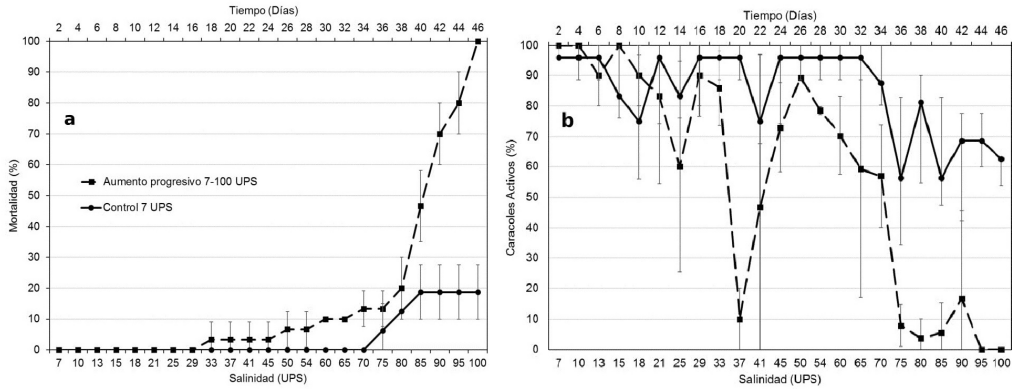 Tiempo (Días)
2 4 6 8 10 12 14 16 18 20 22 24 26 28 30 32 34 36 38 40 42 44 46
100
90
80
70
60
50
40
30
20
10
0
Mortalidad (%)
a
Aumento progresivo 7-100 UPS
Control 7 UPS
7 10 13 15 18 21 25 29 33 37 41 45 50 54 60 65 70 75 80 85 90 95 100
Salinidad (UPS)
Tiempo (Días)
2 4 6 8 10 12 14 16 18 20 22 24 26 28 30 32 34 36 38 40 42 44 46
100
90
80
70
60
50
40
30
20
10
0
Caracoles Activos (%)
b
7 10 13 15 18 21 25 29 33 37 41 45 50 54 60 65 70 75 80 85 90 95 100
Salinidad (UPS)